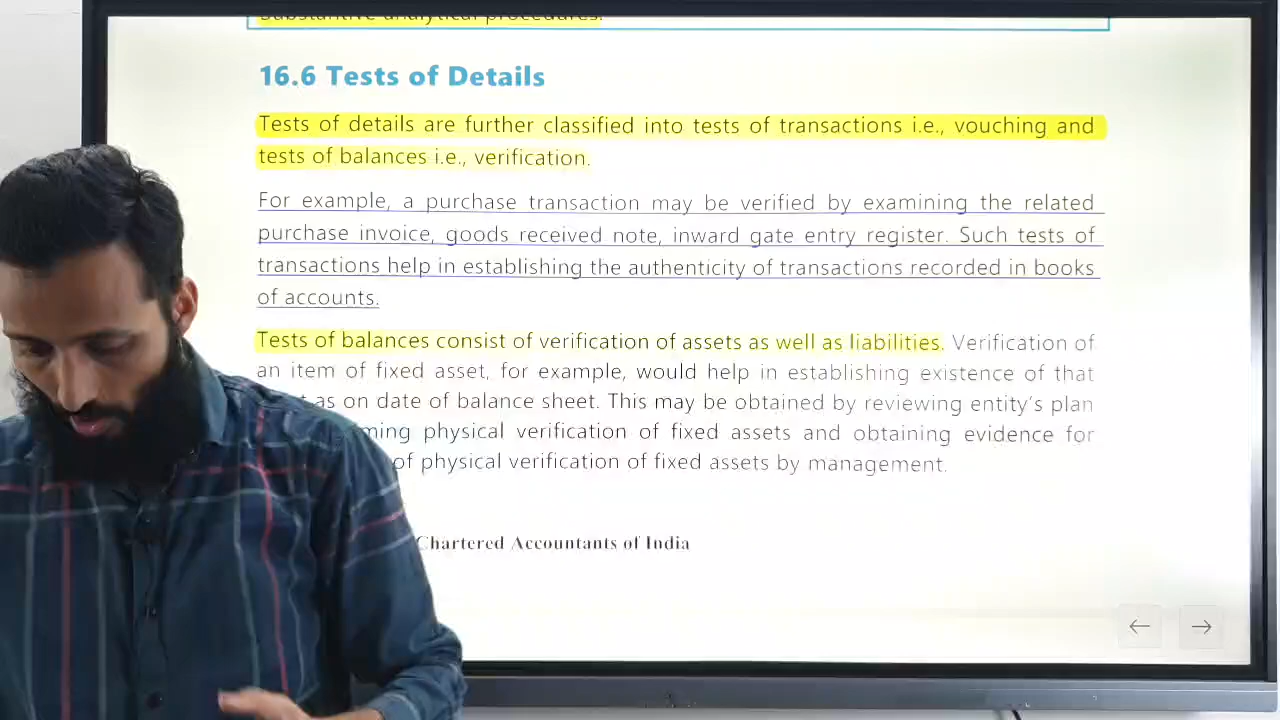 Substantive analytical procedures.
16.6 Tests of Details
Tests of details are further classified into tests of transactions i.e., vouching and
tests of balances i.e., verification.
For example, a purchase transaction may be verified by examining the related
purchase invoice, goods received note, inward gate entry register. Such tests of
transactions help in establishing the authenticity of transactions recorded in books
of accounts.
Tests of balances consist of verification of assets as well as liabilities. Verification of
an item of fixed asset, for example, would help in establishing existence of that
as on date of balance sheet. This may be obtained by reviewing entity's plan
physical verification of fixed assets and obtaining evidence for
of physical verification of fixed assets by management.
Chartered Accountants of India